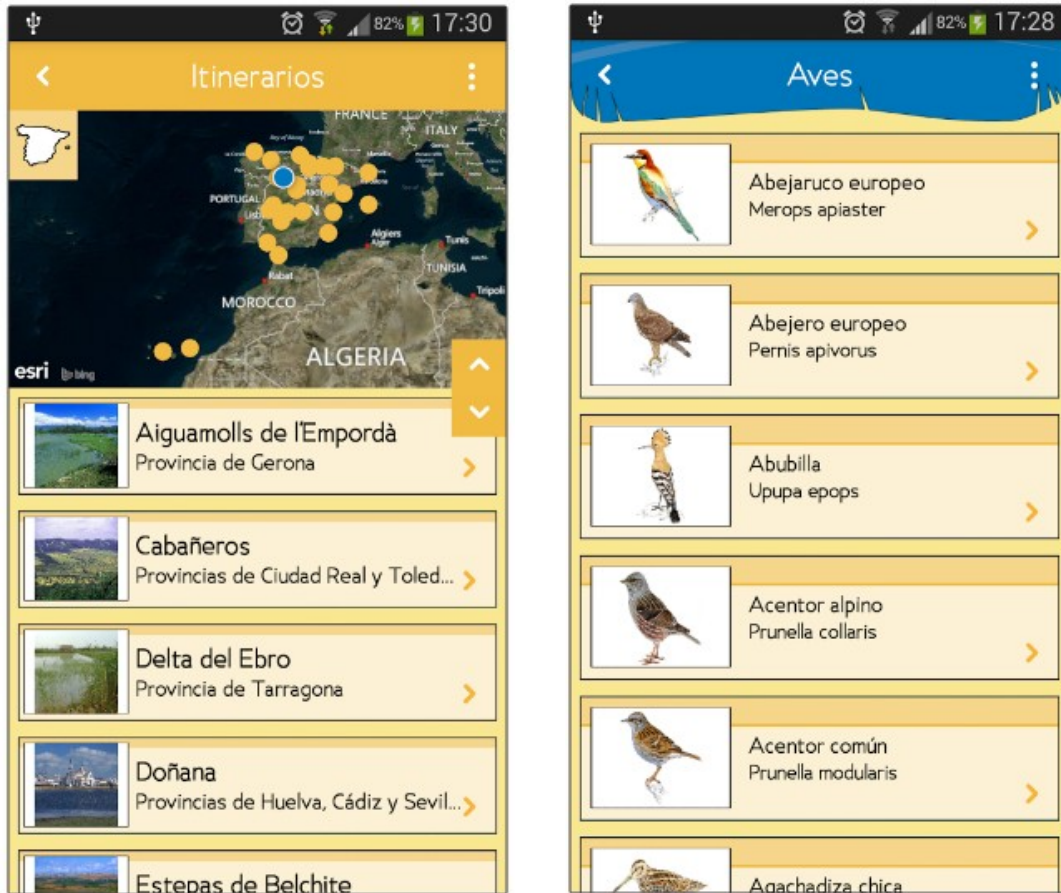 82% 17:30
Itinerarios
FRANCE
ITALY
PORTUGAL
Algiers
Alger
Tunis
TUNISIA
Rabat
Tripoli
MOROCCO
ALGERIA
esri bing
Aiguamolls de l'Empordà
Provincia de Gerona
Cabañeros
Provincias de Ciudad Real y Toled...
Delta del Ebro
Provincia de Tarragona
Doñana
Provincias de Huelva, Cádiz y Sevil...
Estepas de Belchite
82% 17:28
Aves
Abejaruco europeo
Merops apiaster
Abejero europeo
Pernis apivorus
Abubilla
Upupa epops
Acentor alpino
Prunella collaris
Acentor común
Prunella modularis
Agachadiza chica